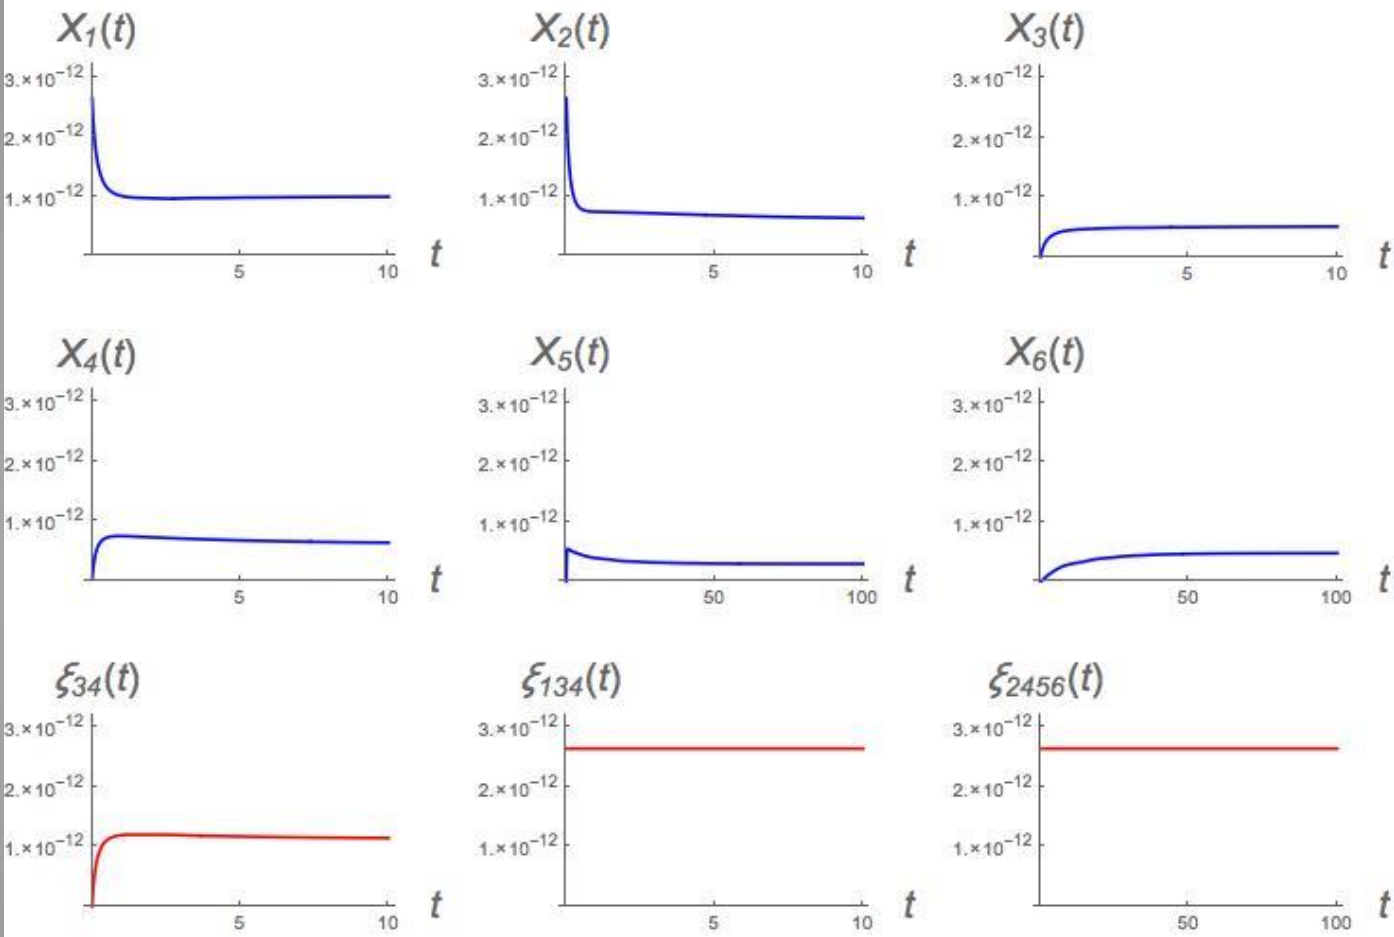 X₁(t) X₂(t) X₃(t)
3.×10⁻¹² 3.×10⁻¹² 3.×10⁻¹²
2.×10⁻¹² 2.×10⁻¹² 2.×10⁻¹²
1.×10⁻¹² 1.×10⁻¹² 1.×10⁻¹²
t t t
5 10 5 10 5 10
X₄(t) X₅(t) X₆(t)
3.×10⁻¹² 3.×10⁻¹² 3.×10⁻¹²
2.×10⁻¹² 2.×10⁻¹² 2.×10⁻¹²
1.×10⁻¹² 1.×10⁻¹² 1.×10⁻¹²
t t t
5 10 50 100 50 100
ξ₃₄(t) ξ₁₃₄(t) ξ₂₄₅₆(t)
3.×10⁻¹² 3.×10⁻¹² 3.×10⁻¹²
2.×10⁻¹² 2.×10⁻¹² 2.×10⁻¹²
1.×10⁻¹² 1.×10⁻¹² 1.×10⁻¹²
t t t
5 10 5 10 50 100